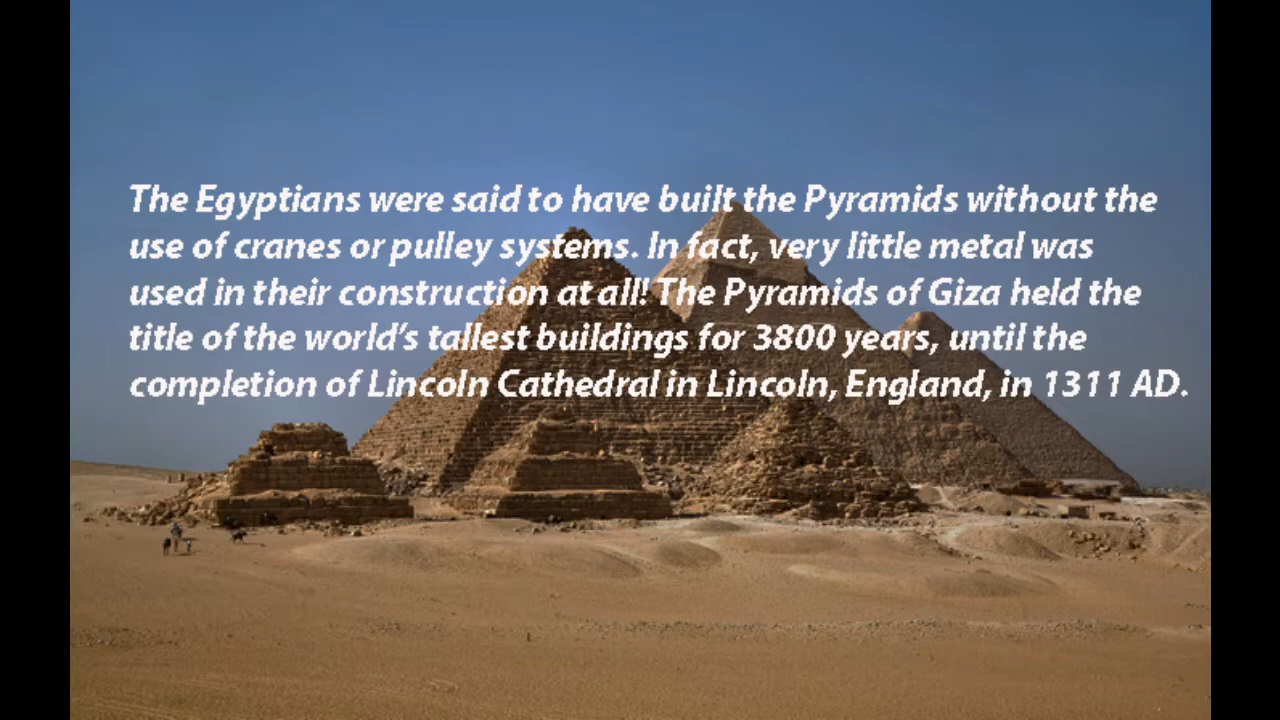 The Egyptians were said to have built the Pyramids without the
use of cranes or pulley systems. In fact, very little metal was
used in their construction at all! The Pyramids of Giza held the
title of the world's tallest buildings for 3800 years, until the
completion of Lincoln Cathedral in Lincoln, England, in 1311 AD.